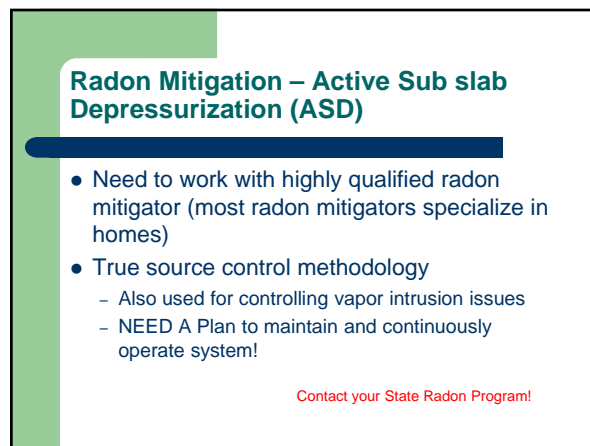 Radon Mitigation – Active Sub slab
Depressurization (ASD)
● Need to work with highly qualified radon
mitigator (most radon mitigators specialize in
homes)
● True source control methodology
– Also used for controlling vapor intrusion issues
– NEED A Plan to maintain and continuously
operate system!
Contact your State Radon Program!